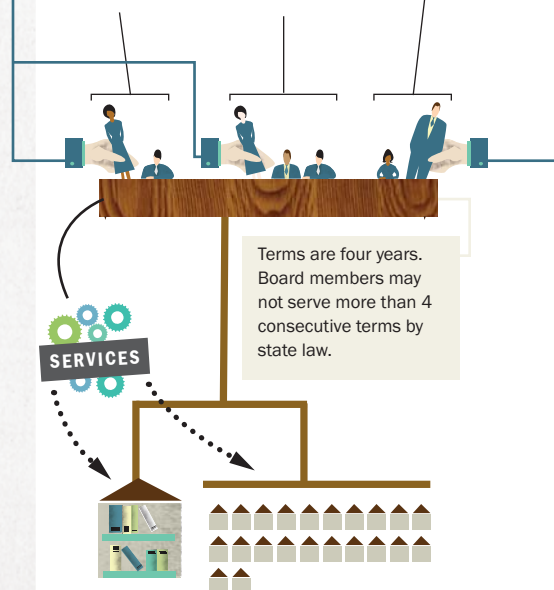 Terms are four years.
Board members may
not serve more than 4
consecutive terms by
state law.
SERVICES